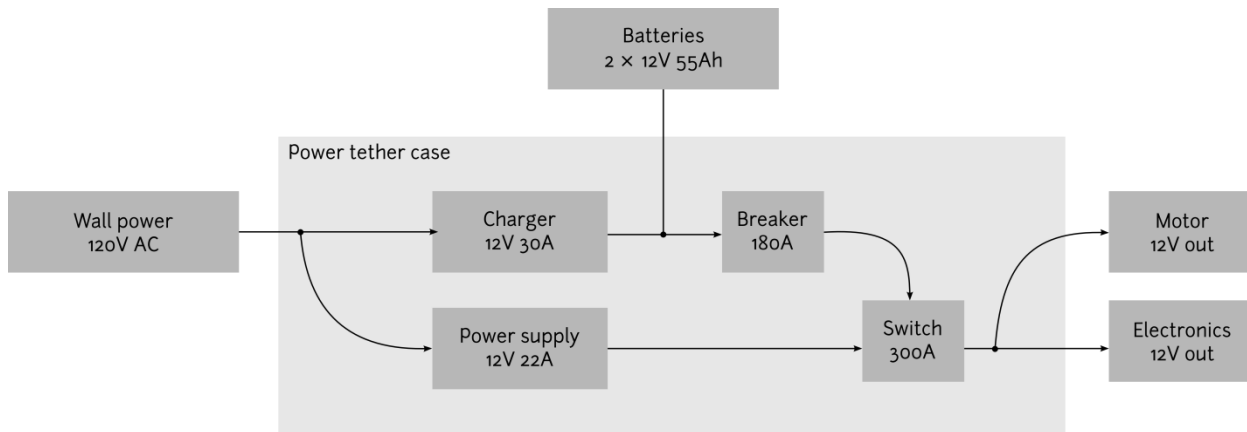 Batteries
2 × 12V 55Ah
Power tether case
Wall power
120V AC
Charger
12V 30A
Breaker
180A
Motor
12V out
Power supply
12V 22A
Switch
300A
Electronics
12V out